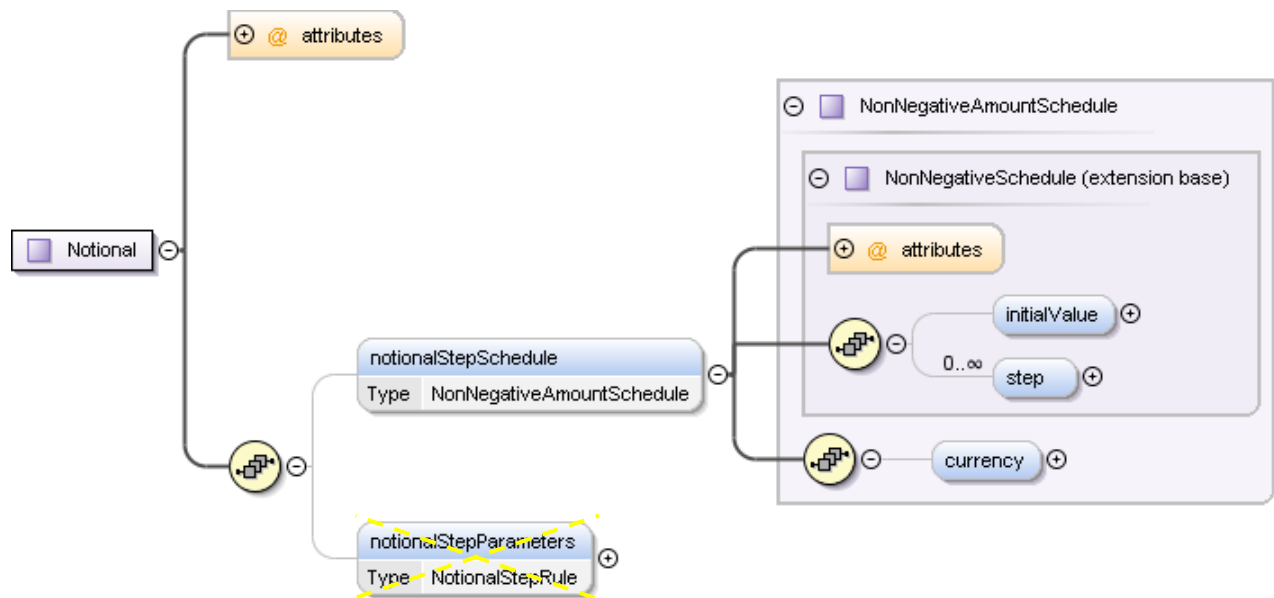 @ attributes
NonNegativeAmountSchedule
NonNegativeSchedule (extension base)
Notional
@ attributes
initialValue
0..∞
step
notionalStepSchedule
Type NonNegativeAmountSchedule
currency
notionalStepParameters
Type NotionalStepRule